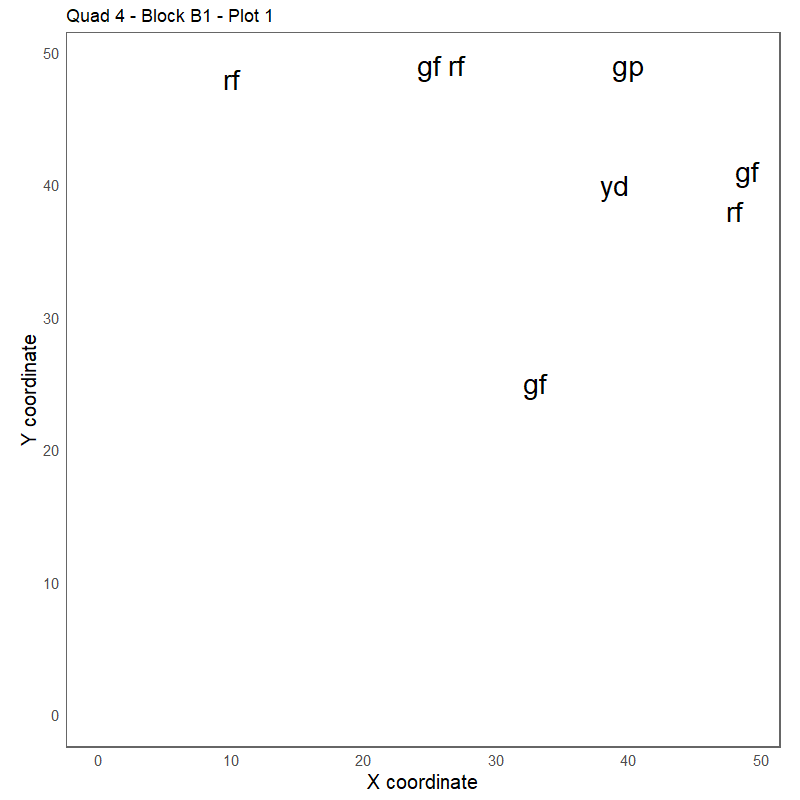 Quad 4 - Block B1 - Plot 1
50
rf
gf rf
gp
40
yd
gf
rf
30
gf
20
10
0
Y coordinate
0 10 20 30 40 50
X coordinate